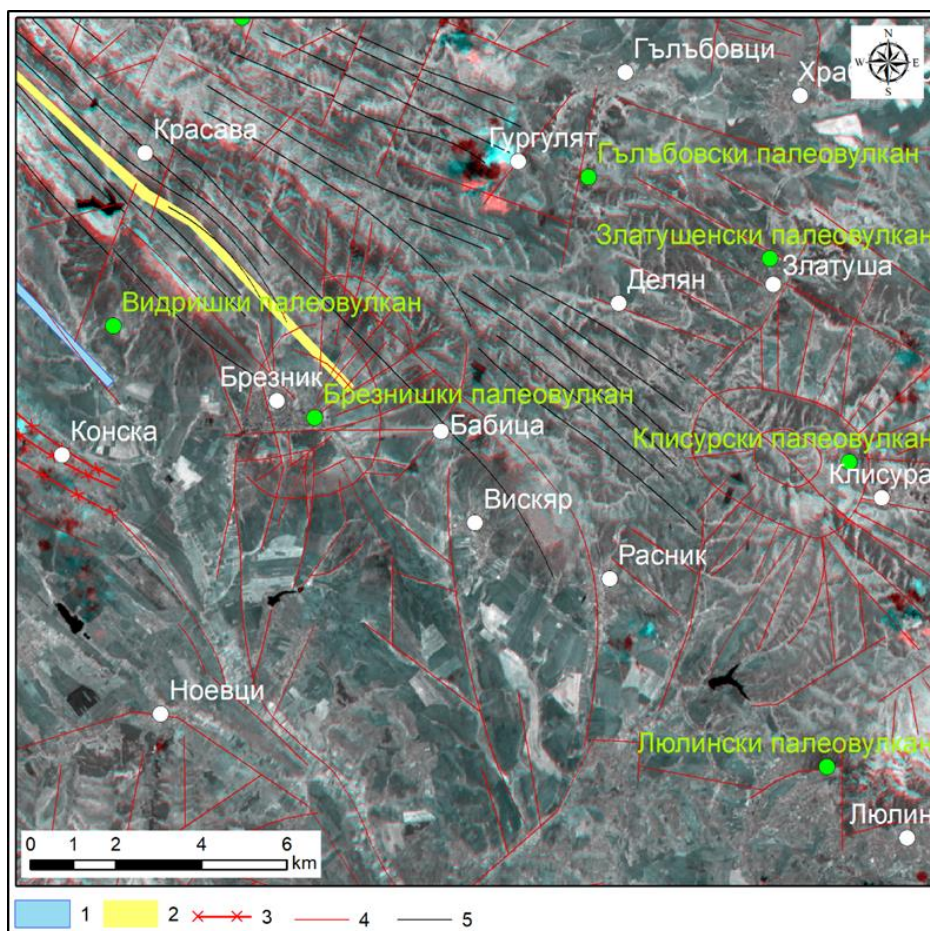 N
W E
S
Гълъбовци
Хра
Красава
Гургулят
Гълъбовски палеовулкан
Златушенски палеовулкан
Златуша
Делян
Видришки палеовулкан
Брезник
Брезнишки палеовулкан
Бабица
Конска
Клисурски палеовулкан
Клисура
Вискяр
Расник
Ноевци
Люлински палеовулкан
Люлин
0 1 2 4 6
km
1 2 3 4 5